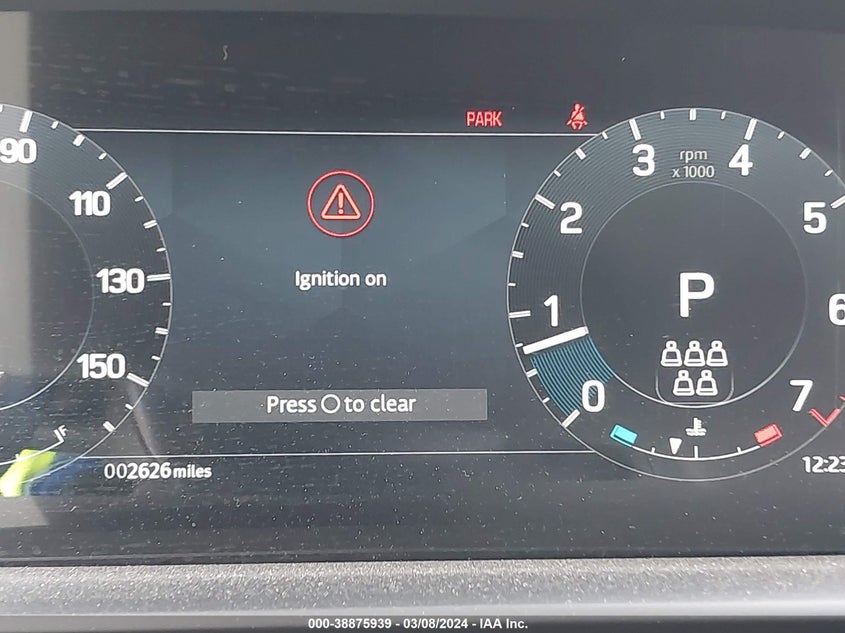 PARK
90
110
130
150
Ignition on
Press O to clear
002626 miles
rpm
x 1000
0
1
2
3
4
5
6
7
P
12:23
000-38875939 - 03/08/2024 - IAA Inc.